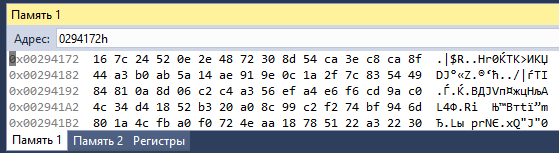 Память 1
Адрес: 0294172h
0x00294172 16 7c 24 52 0e 2e 48 72 30 8d 54 ca 3e c8 ca 8f .|$R..Hr0ЌTК>ИКЏ
0x00294182 44 a3 b0 ab 5a 14 ae 91 9e 0c 1a 2f 7c 83 54 49 DЈ°«Z.®‘ћ../|ѓTI
0x00294192 84 81 0a 8d 06 c2 c4 a3 56 ef a4 e6 f6 cd 9a c0 „Ѓ.Ќ.ВДЈVп¤жцНљА
0x002941A2 4c 34 d4 18 52 b3 20 a0 8c 99 c2 f2 74 bf 94 6d L4Ф.Rі Њ™Вtї”m
0x002941B2 80 1a 4c fb a0 f0 72 4e aa 18 78 51 22 a3 22 30 Ђ.Lы рrNЄ.xQ"Ј"0
Память 1 Память 2 Регистры